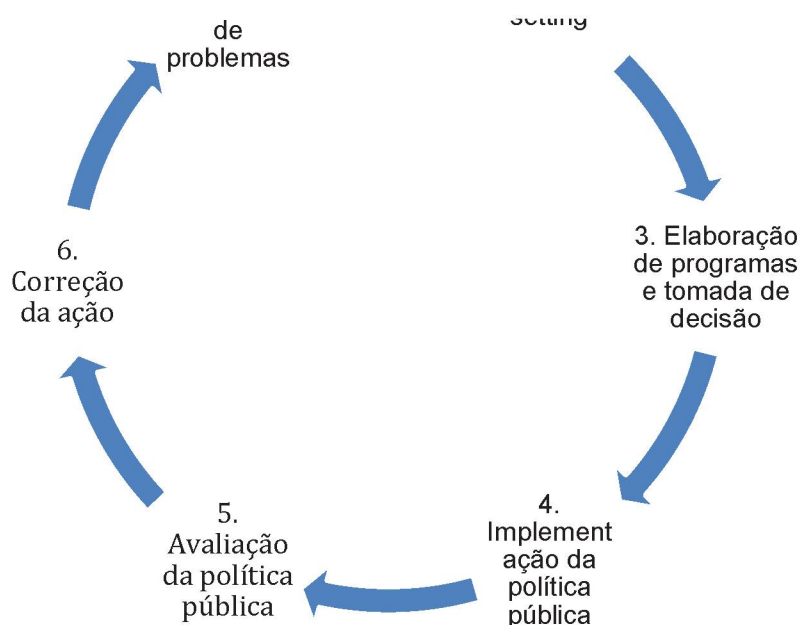 de
problemas
setting
3. Elaboração
de programas
e tomada de
decisão
4.
Implement
ação da
política
pública
5.
Avaliação
da política
pública
6.
Correção
da ação